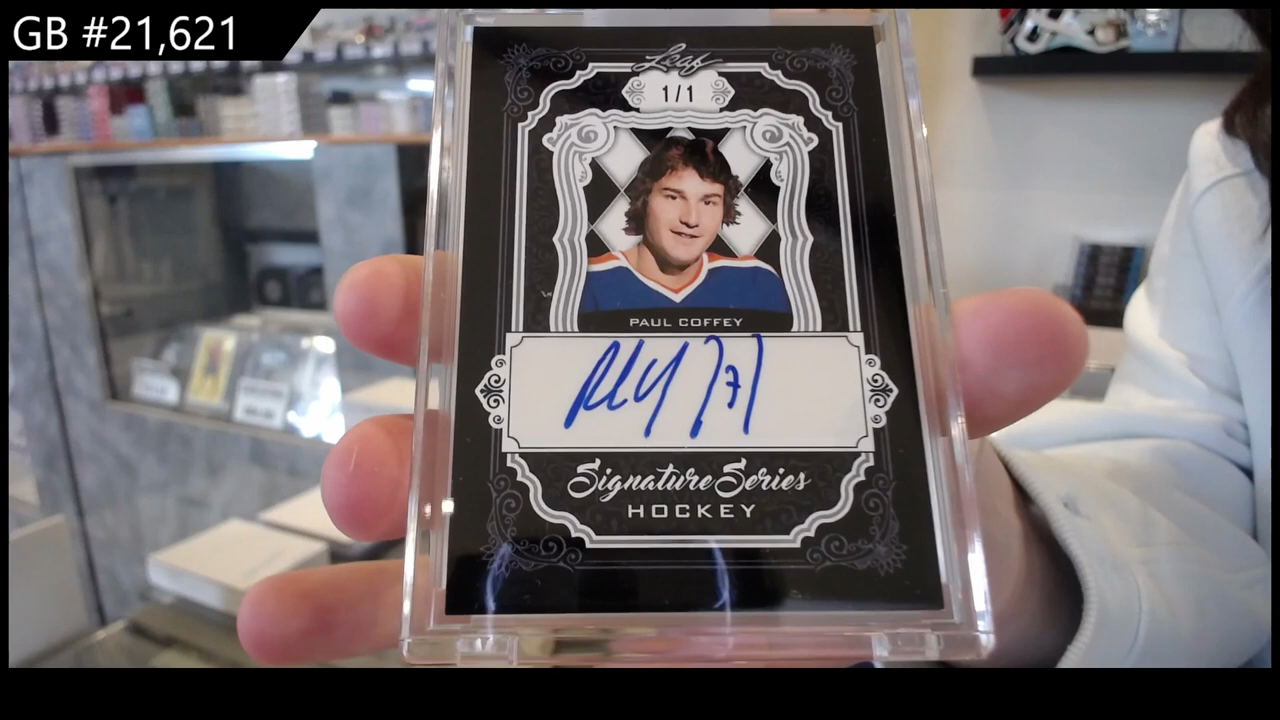 GB #21,621
Leaf
1/1
PAUL COFFEY
Signature Series
HOCKEY